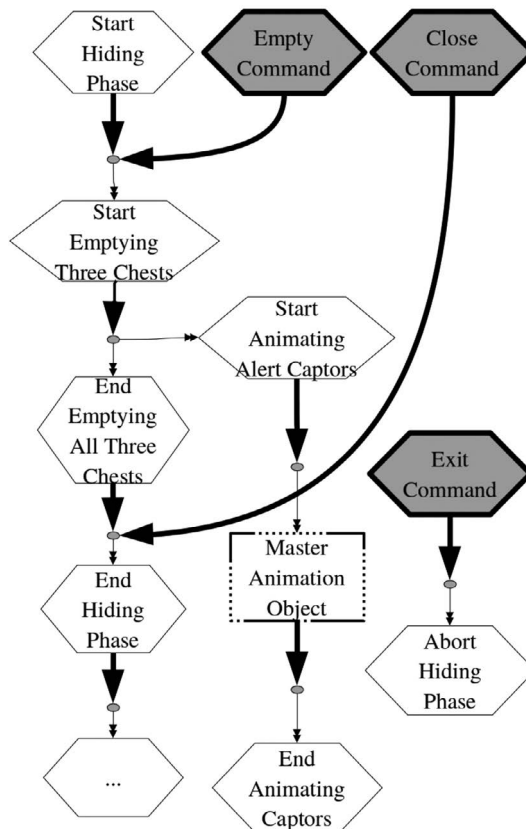 Start
Hiding
Phase
Empty
Command
Close
Command
Start
Emptying
Three Chests
Start
Animating
Alert Captors
End
Emptying
All Three
Chests
Exit
Command
Master
Animation
Object
End
Hiding
Phase
Abort
Hiding
Phase
...
End
Animating
Captors